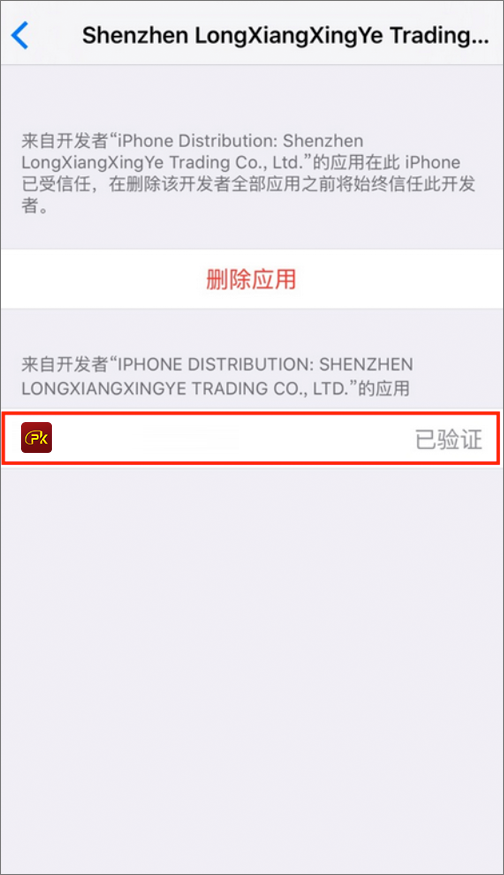 Shenzhen LongXiangXingYe Trading...
来自开发者“iPhone Distribution: Shenzhen
LongXiangXingYe Trading Co., Ltd.”的应用在此 iPhone
已受信任，在删除该开发者全部应用之前将始终信任此开发
者。
删除应用
来自开发者“IPHONE DISTRIBUTION: SHENZHEN
LONGXIANGXINGYE TRADING CO., LTD.”的应用
Pk 已验证